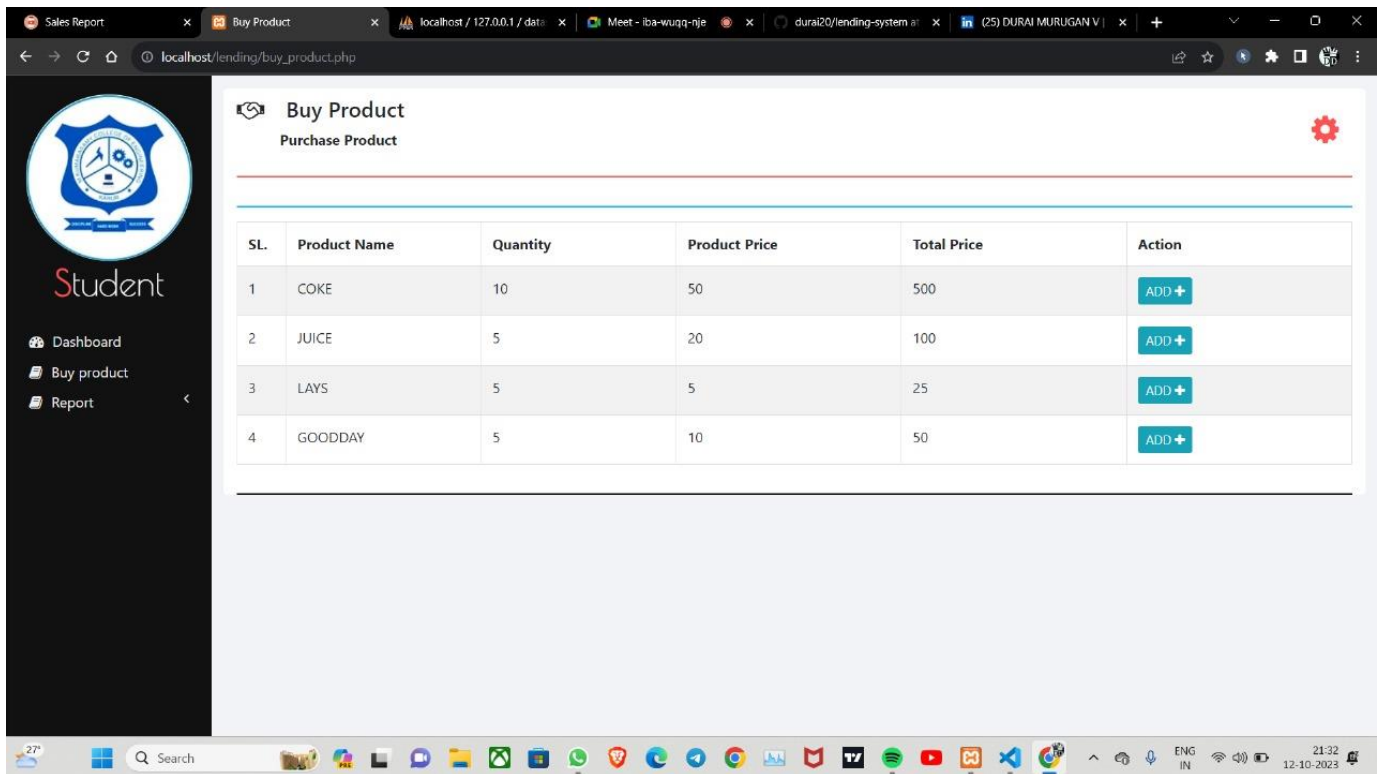 Sales Report
Buy Product
localhost / 127.0.0.1 / data
Meet - iba-wuqq-nje
durai20/lending-system at
(25) DURAI MURUGAN V |
localhost/lending/buy_product.php
Buy Product
Purchase Product
Student
Dashboard
Buy product
Report
SL. Product Name Quantity Product Price Total Price Action
1 COKE 10 50 500 ADD
2 JUICE 5 20 100 ADD
3 LAYS 5 5 25 ADD
4 GOODDAY 5 10 50 ADD
27°
Search
ENG
IN
21:32
12-10-2023